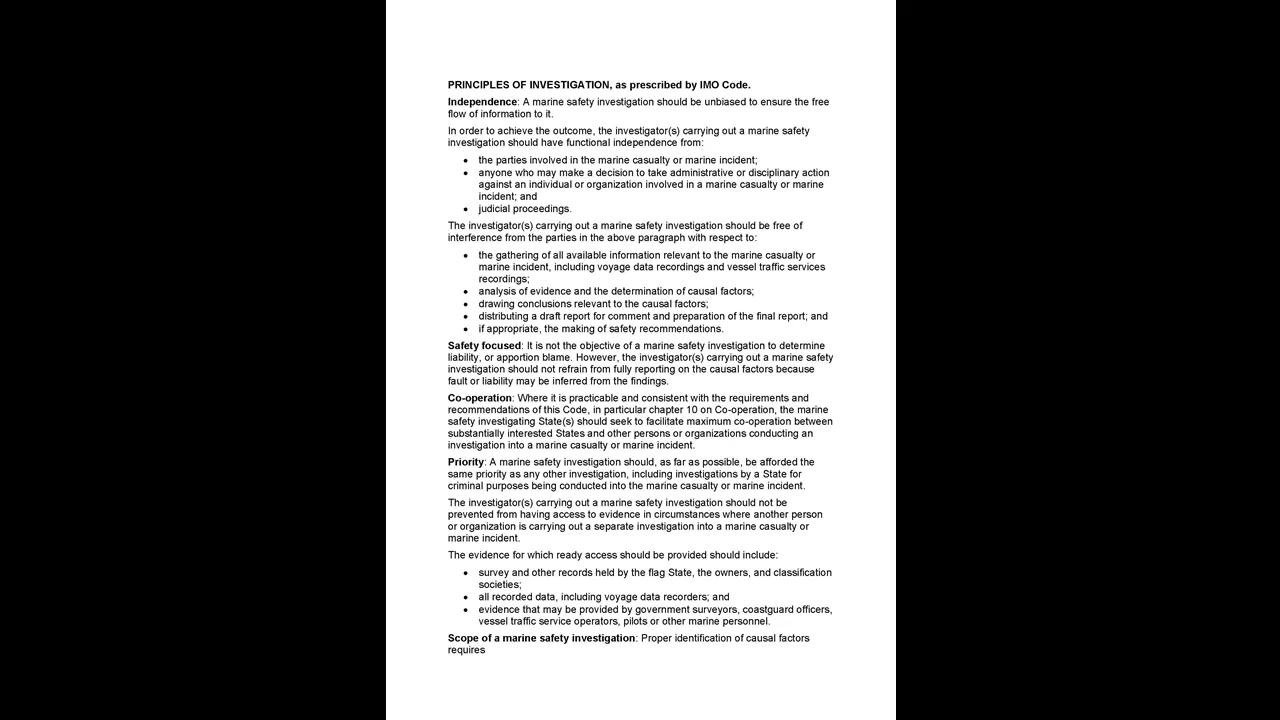 PRINCIPLES OF INVESTIGATION, as prescribed by IMO Code.
Independence: A marine safety investigation should be unbiased to ensure the free
flow of information to it.
In order to achieve the outcome, the investigator(s) carrying out a marine safety
investigation should have functional independence from:
• the parties involved in the marine casualty or marine incident;
• anyone who may make a decision to take administrative or disciplinary action
against an individual or organization involved in a marine casualty or marine
incident; and
• judicial proceedings.
The investigator(s) carrying out a marine safety investigation should be free of
interference from the parties in the above paragraph with respect to:
• the gathering of all available information relevant to the marine casualty or
marine incident, including voyage data recordings and vessel traffic services
recordings;
• analysis of evidence and the determination of causal factors;
• drawing conclusions relevant to the causal factors;
• distributing a draft report for comment and preparation of the final report; and
• if appropriate, the making of safety recommendations.
Safety focused: It is not the objective of a marine safety investigation to determine
liability, or apportion blame. However, the investigator(s) carrying out a marine safety
investigation should not refrain from fully reporting on the causal factors because
fault or liability may be inferred from the findings.
Co-operation: Where it is practicable and consistent with the requirements and
recommendations of this Code, in particular chapter 10 on Co-operation, the marine
safety investigating State(s) should seek to facilitate maximum co-operation between
substantially interested States and other persons or organizations conducting an
investigation into a marine casualty or marine incident.
Priority: A marine safety investigation should, as far as possible, be afforded the
same priority as any other investigation, including investigations by a State for
criminal purposes being conducted into the marine casualty or marine incident.
The investigator(s) carrying out a marine safety investigation should not be
prevented from having access to evidence in circumstances where another person
or organization is carrying out a separate investigation into a marine casualty or
marine incident.
The evidence for which ready access should be provided should include:
• survey and other records held by the flag State, the owners, and classification
societies;
• all recorded data, including voyage data recorders; and
• evidence that may be provided by government surveyors, coastguard officers,
vessel traffic service operators, pilots or other marine personnel.
Scope of a marine safety investigation: Proper identification of causal factors
requires